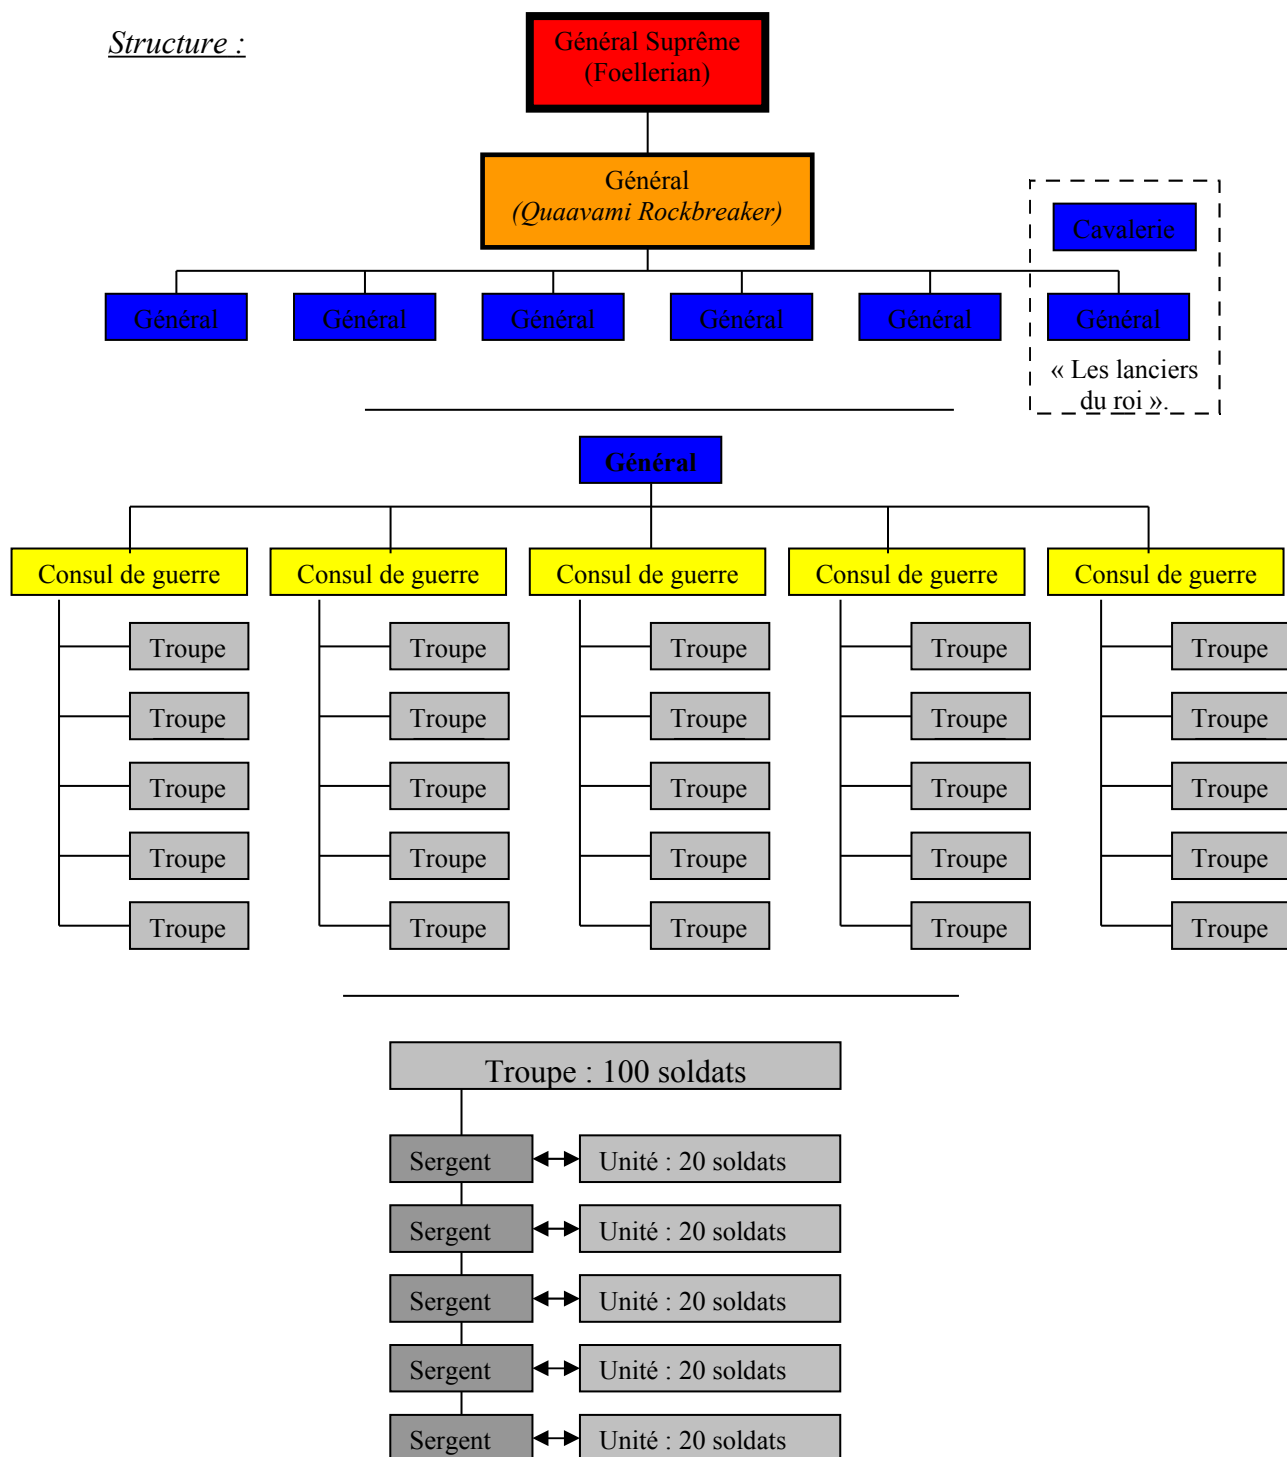 Structure :
Général Suprême
(Foellerian)
Général
(Quaavami Rockbreaker)
Cavalerie
Général Général Général Général Général Général
« Les lanciers
du roi ».
Général
Consul de guerre Consul de guerre Consul de guerre Consul de guerre Consul de guerre
Troupe Troupe Troupe Troupe Troupe
Troupe Troupe Troupe Troupe Troupe
Troupe Troupe Troupe Troupe Troupe
Troupe Troupe Troupe Troupe Troupe
Troupe Troupe Troupe Troupe Troupe
Troupe : 100 soldats
Sergent Unité : 20 soldats
Sergent Unité : 20 soldats
Sergent Unité : 20 soldats
Sergent Unité : 20 soldats
Sergent Unité : 20 soldats